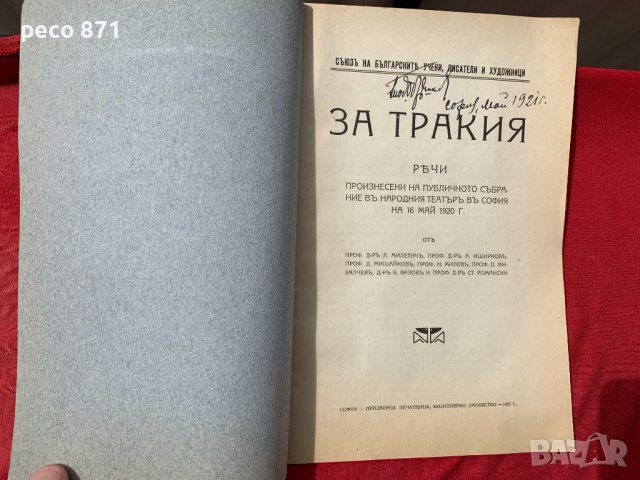 peco 871
СЪЮЗЪ НА БЪЛГАРСКИТѢ УЧЕНИ, ПИСАТЕЛИ И ХУДОЖНИЦИ
София, май 1921 г.
ЗА ТРАКИЯ
РѢЧИ
ПРОИЗНЕСЕНИ НА ПУБЛИЧНОТО СЪБРА-
НИЕ ВЪ НАРОДНИЯ ТЕАТЪРЪ ВЪ СОФИЯ
НА 16 МАЙ 1920 Г.
ОТЪ
ПРОФ. Д-РЪ Л. МИЛЕТИЧЪ, ПРОФ. Д-РЪ А. ИШИРКОВЪ,
ПРОФ. Д. МИШАЙКОВЪ, ПРОФ. Н. МИЛЕВЪ, ПРОФ. Д. МИ-
ХАЛЧЕВЪ, Д-РЪ Б. ВАЗОВЪ И ПРОФ. Д-РЪ СТ. РОМАНСКИ
СОФИЯ – ПРИДВОРНА ПЕЧАТНИЦА, АКЦИОНЕРНО ДРУЖЕСТВО – 1920 Г.
BAZAR